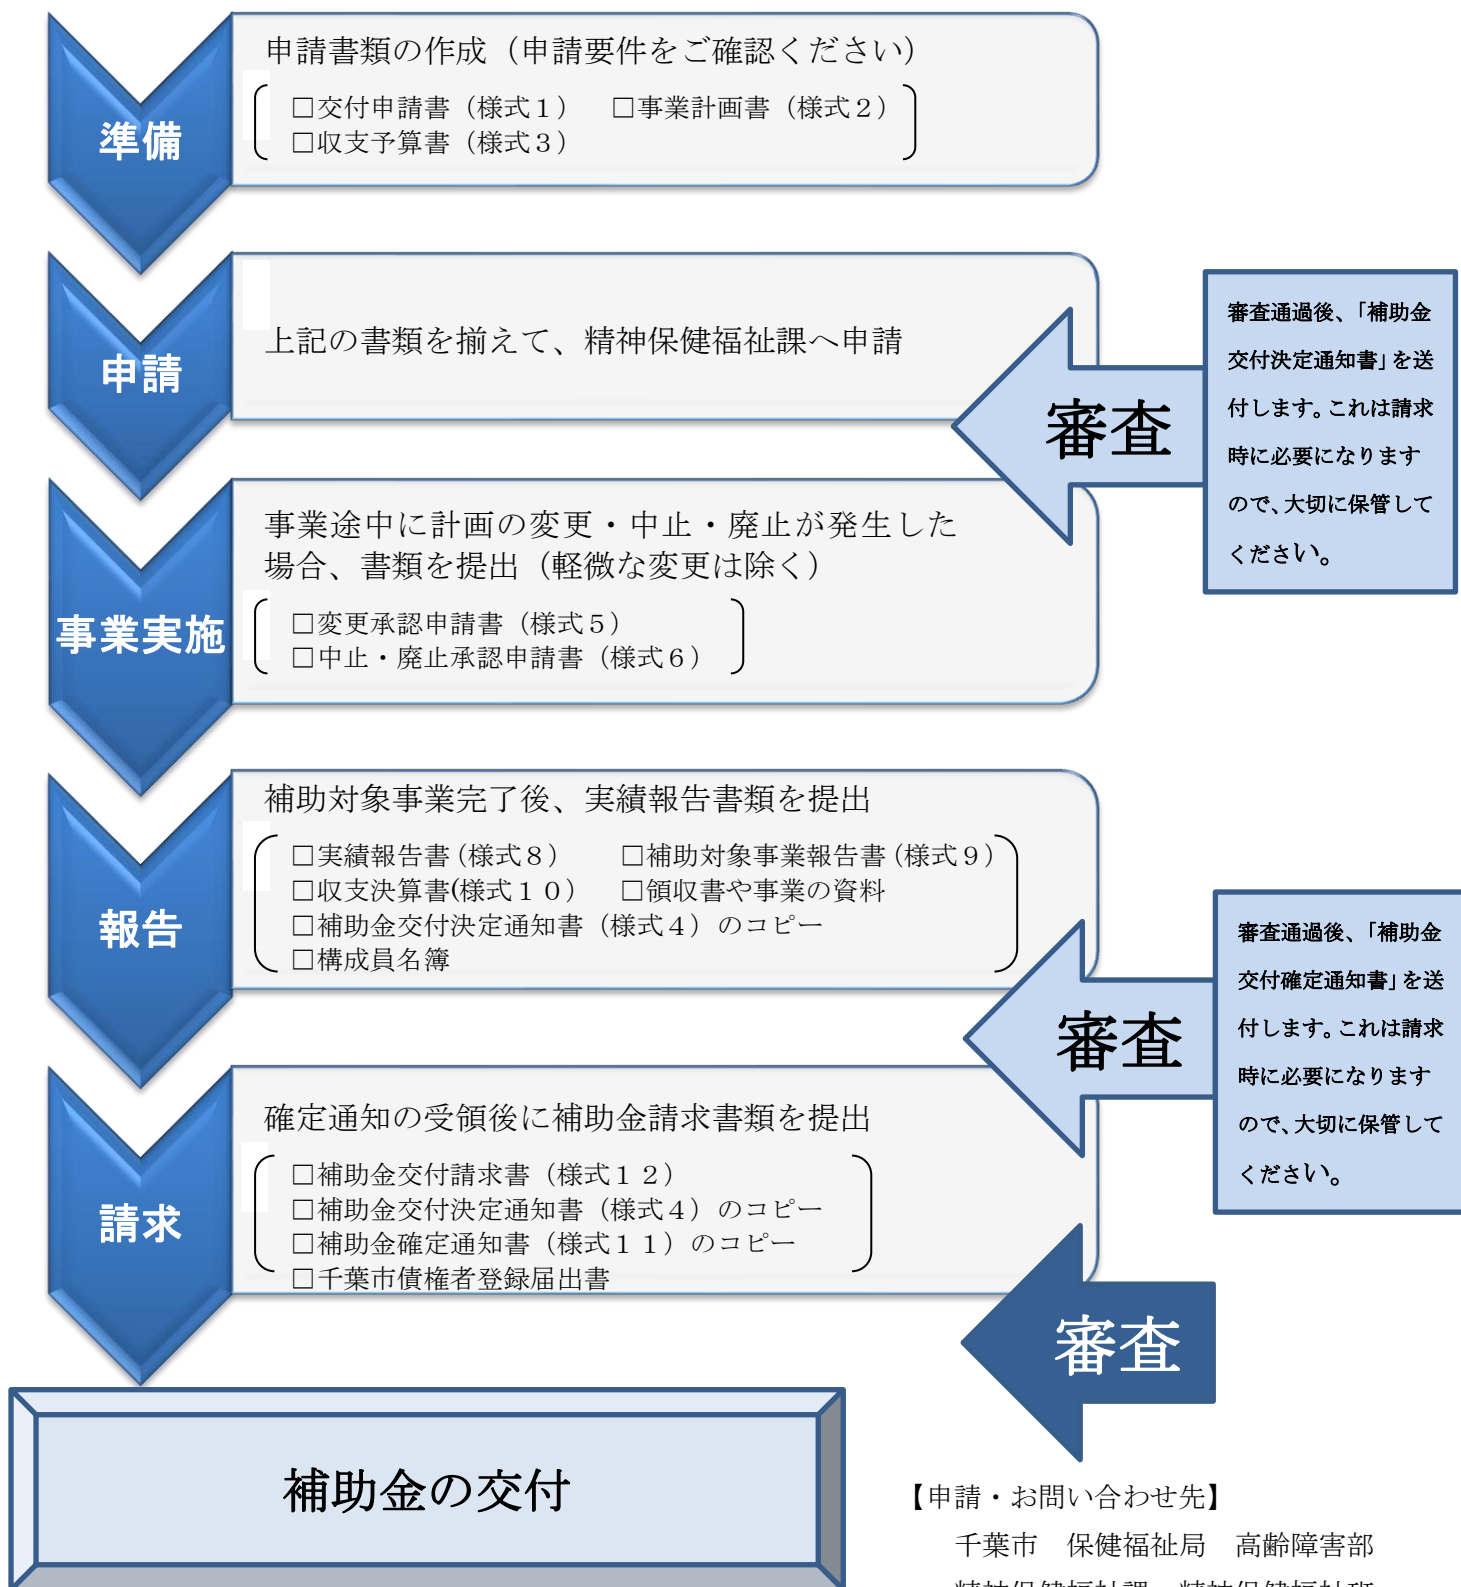 準備
申請書類の作成（申請要件をご確認ください）
□交付申請書（様式１）　□事業計画書（様式２）
□収支予算書（様式３）
申請
上記の書類を揃えて、精神保健福祉課へ申請
審査
審査通過後、「補助金
交付決定通知書」を送
付します。これは請求
時に必要になります
ので、大切に保管して
ください。
事業実施
事業途中に計画の変更・中止・廃止が発生した
場合、書類を提出（軽微な変更は除く）
□変更承認申請書（様式５）
□中止・廃止承認申請書（様式６）
報告
補助対象事業完了後、実績報告書類を提出
□実績報告書(様式８）　□補助対象事業報告書(様式９）
□収支決算書(様式１０）　□領収書や事業の資料
□補助金交付決定通知書（様式４）のコピー
□構成員名簿
審査
審査通過後、「補助金
交付確定通知書」を送
付します。これは請求
時に必要になります
ので、大切に保管して
ください。
請求
確定通知の受領後に補助金請求書類を提出
□補助金交付請求書（様式１２）
□補助金交付決定通知書（様式４）のコピー
□補助金確定通知書（様式１１）のコピー
□千葉市債権者登録届出書
審査
補助金の交付
【申請・お問い合わせ先】
千葉市　保健福祉局　高齢障害部
精神保健福祉課　精神保健福祉班